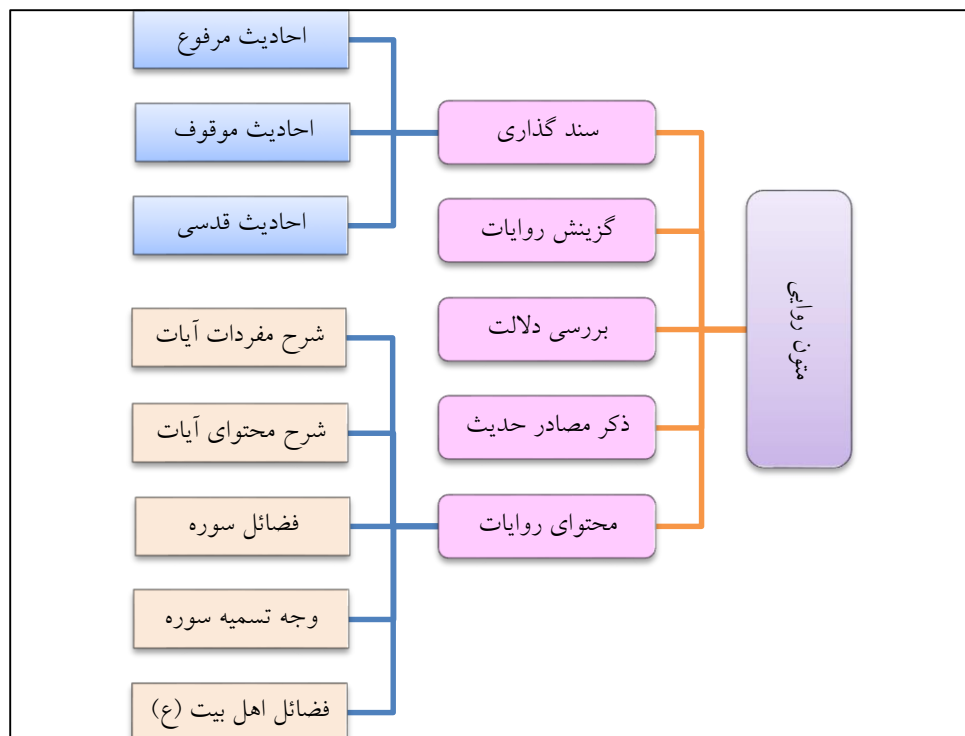 متون روایی
سند گذاری
احادیث مرفوع
احادیث موقوف
احادیث قدسی
گزینش روایات
بررسی دلالت
ذکر مصادر حدیث
محتوای روایات
شرح مفردات آیات
شرح محتوای آیات
فضائل سوره
وجه تسمیه سوره
فضائل اهل بیت (ع)